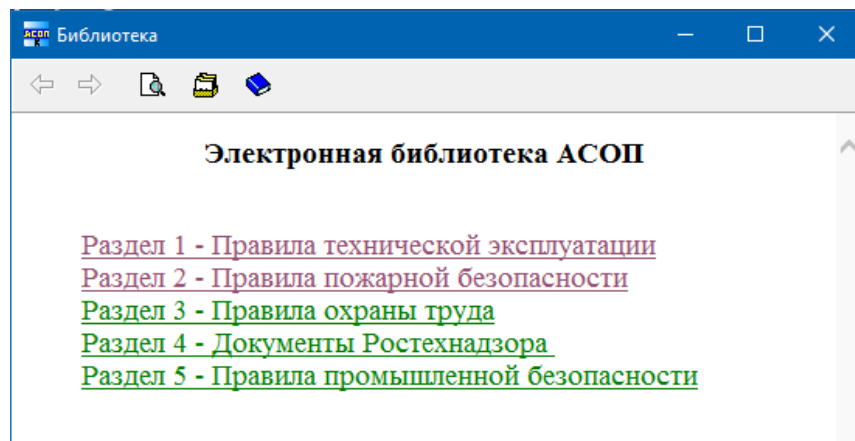 АСОП
Библиотека
Электронная библиотека АСОП
Раздел 1 - Правила технической эксплуатации
Раздел 2 - Правила пожарной безопасности
Раздел 3 - Правила охраны труда
Раздел 4 - Документы Ростехнадзора
Раздел 5 - Правила промышленной безопасности